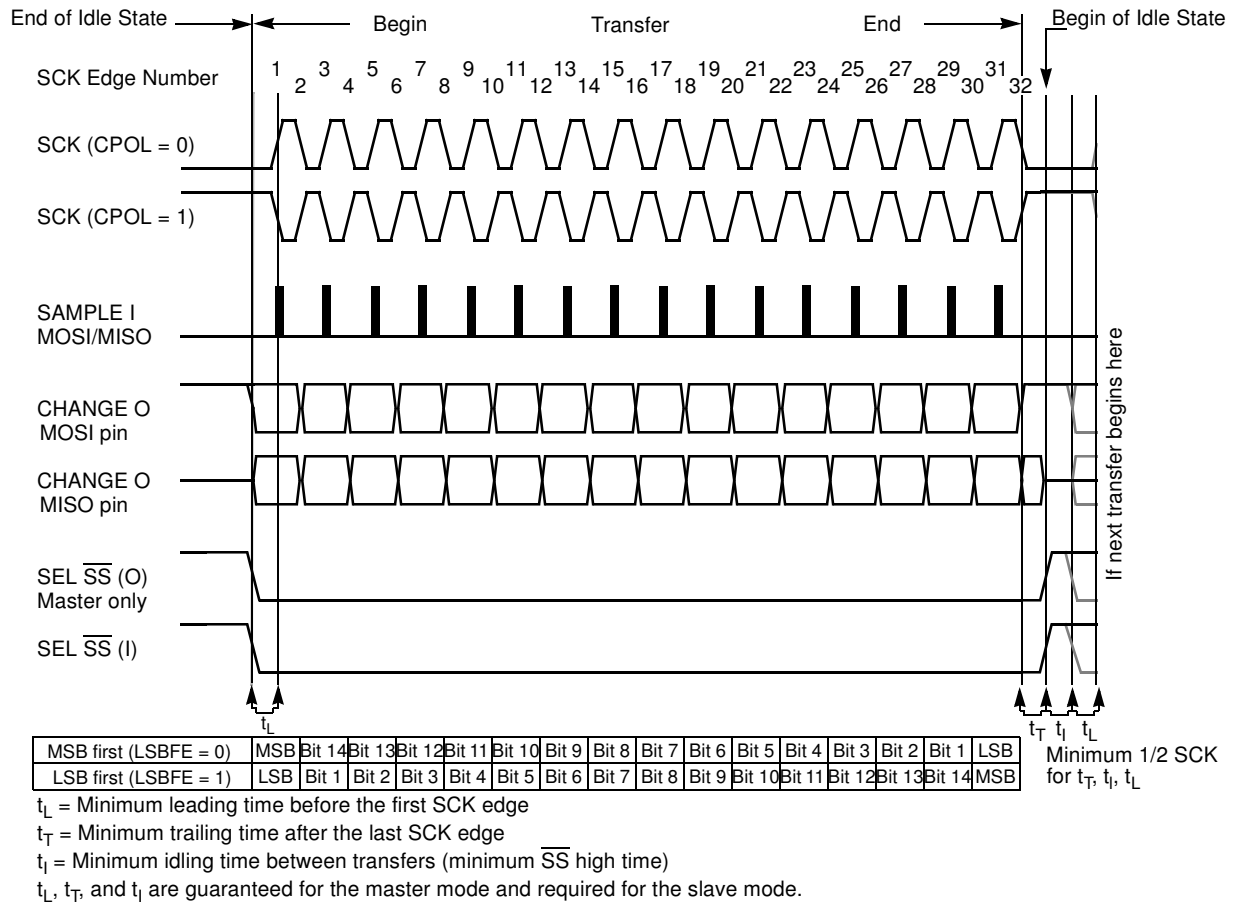 End of Idle State
Begin
Transfer
End
Begin of Idle State
SCK Edge Number
1 3 5 7 9 11 13 15 17 19 21 23 25 27 29 31
2 4 6 8 10 12 14 16 18 20 22 24 26 28 30 32
SCK (CPOL = 0)
SCK (CPOL = 1)
SAMPLE I
MOSI/MISO
CHANGE O
MOSI pin
CHANGE O
MISO pin
SEL S̅S̅ (O)
Master only
SEL S̅S̅ (I)
If next transfer begins here
tL
tT tI tL
MSB first (LSBFE = 0) MSB Bit 14 Bit 13 Bit 12 Bit 11 Bit 10 Bit 9 Bit 8 Bit 7 Bit 6 Bit 5 Bit 4 Bit 3 Bit 2 Bit 1 LSB
LSB first (LSBFE = 1) LSB Bit 1 Bit 2 Bit 3 Bit 4 Bit 5 Bit 6 Bit 7 Bit 8 Bit 9 Bit 10 Bit 11 Bit 12 Bit 13 Bit 14 MSB
Minimum 1/2 SCK
for tT, tI, tL
tL = Minimum leading time before the first SCK edge
tT = Minimum trailing time after the last SCK edge
tI = Minimum idling time between transfers (minimum S̅S̅ high time)
tL, tT, and tI are guaranteed for the master mode and required for the slave mode.